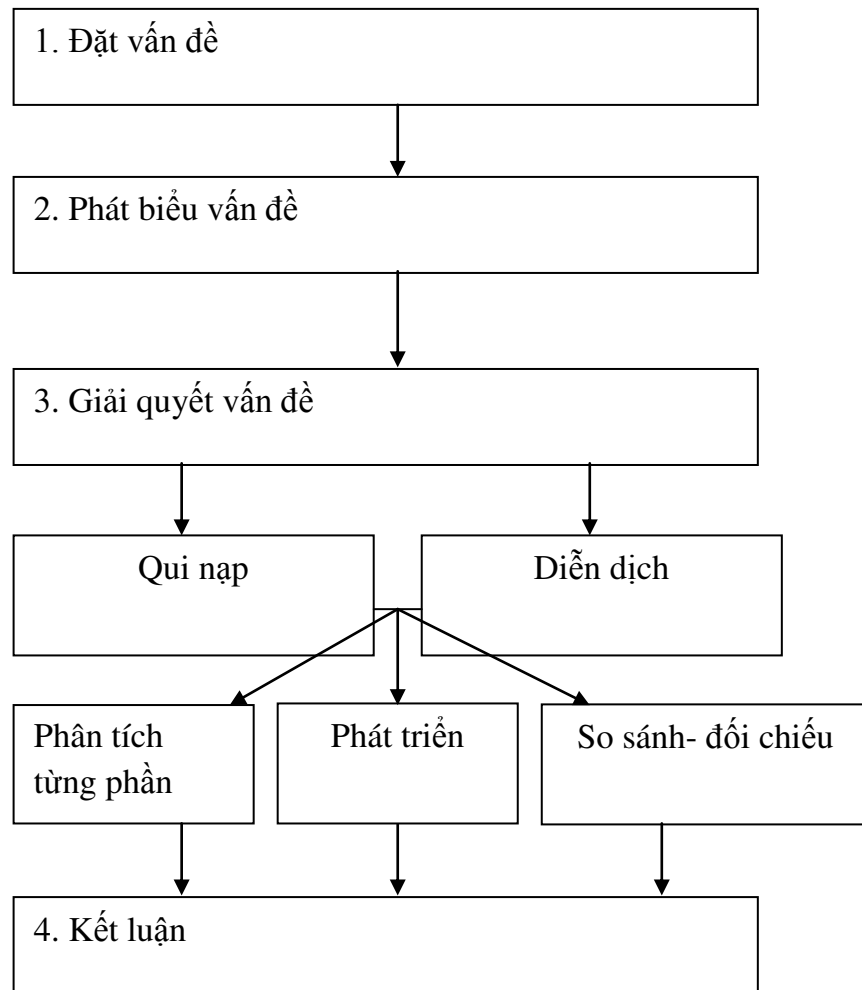 1. Đặt vấn đề
2. Phát biểu vấn đề
3. Giải quyết vấn đề
Qui nạp
Diễn dịch
Phân tích
từng phần
Phát triển
So sánh- đối chiếu
4. Kết luận